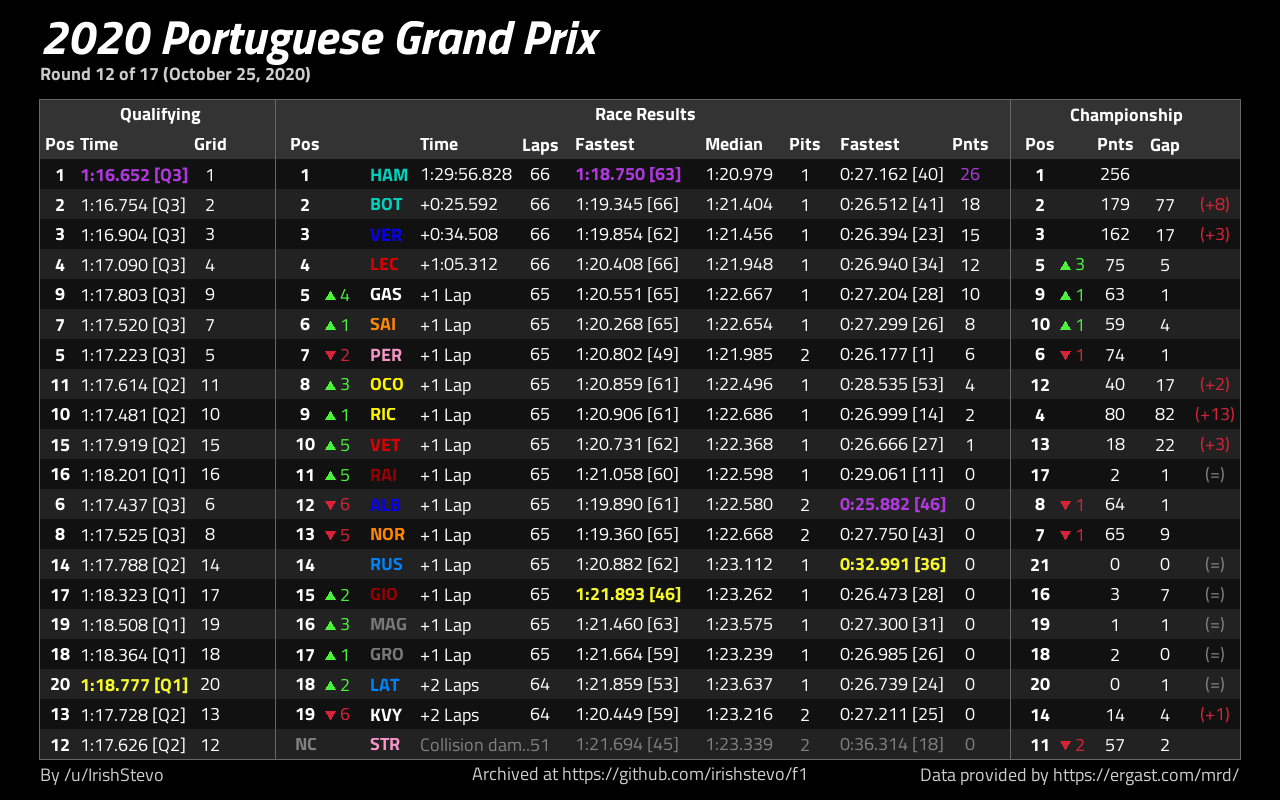 2020 Portuguese Grand Prix
Round 12 of 17 (October 25, 2020)
Qualifying Race Results Championship
Pos Time Grid Pos Time Laps Fastest Median Pits Fastest Pnts Pos Pnts Gap
1 1:16.652 [Q3] 1 1 HAM 1:29:56.828 66 1:18.750 [63] 1:20.979 1 0:27.162 [40] 26 1 256
2 1:16.754 [Q3] 2 2 BOT +0:25.592 66 1:19.345 [66] 1:21.404 1 0:26.512 [41] 18 2 179 77 (+8)
3 1:16.904 [Q3] 3 3 VER +0:34.508 66 1:19.854 [62] 1:21.456 1 0:26.394 [23] 15 3 162 17 (+3)
4 1:17.090 [Q3] 4 4 LEC +1:05.312 66 1:20.408 [66] 1:21.948 1 0:26.940 [34] 12 5 ▲3 75 5
9 1:17.803 [Q3] 9 5 ▲4 GAS +1 Lap 65 1:20.551 [65] 1:22.667 1 0:27.204 [28] 10 9 ▲1 63 1
7 1:17.520 [Q3] 7 6 ▲1 SAI +1 Lap 65 1:20.268 [65] 1:22.654 1 0:27.299 [26] 8 10 ▲1 59 4
5 1:17.223 [Q3] 5 7 ▼2 PER +1 Lap 65 1:20.802 [49] 1:21.985 2 0:26.177 [1] 6 6 ▼1 74 1
11 1:17.614 [Q2] 11 8 ▲3 OCO +1 Lap 65 1:20.859 [61] 1:22.496 1 0:28.535 [53] 4 12 40 17 (+2)
10 1:17.481 [Q2] 10 9 ▲1 RIC +1 Lap 65 1:20.906 [61] 1:22.686 1 0:26.999 [14] 2 4 80 82 (+13)
15 1:17.919 [Q2] 15 10 ▲5 VET +1 Lap 65 1:20.731 [62] 1:22.368 1 0:26.666 [27] 1 13 18 22 (+3)
16 1:18.201 [Q1] 16 11 ▲5 RAI +1 Lap 65 1:21.058 [60] 1:22.598 1 0:29.061 [11] 0 17 2 1 (=)
6 1:17.437 [Q3] 6 12 ▼6 ALB +1 Lap 65 1:19.890 [61] 1:22.580 2 0:25.882 [46] 0 8 ▼1 64 1
8 1:17.525 [Q3] 8 13 ▼5 NOR +1 Lap 65 1:19.360 [65] 1:22.668 2 0:27.750 [43] 0 7 ▼1 65 9
14 1:17.788 [Q2] 14 14 RUS +1 Lap 65 1:20.882 [62] 1:23.112 1 0:32.991 [36] 0 21 0 0 (=)
17 1:18.323 [Q1] 17 15 ▲2 GIO +1 Lap 65 1:21.893 [46] 1:23.262 1 0:26.473 [28] 0 16 3 7 (=)
19 1:18.508 [Q1] 19 16 ▲3 MAG +1 Lap 65 1:21.460 [63] 1:23.575 1 0:27.300 [31] 0 19 1 1 (=)
18 1:18.364 [Q1] 18 17 ▲1 GRO +1 Lap 65 1:21.664 [59] 1:23.239 1 0:26.985 [26] 0 18 2 0 (=)
20 1:18.777 [Q1] 20 18 ▲2 LAT +2 Laps 64 1:21.859 [53] 1:23.637 1 0:26.739 [24] 0 20 0 1 (=)
13 1:17.728 [Q2] 13 19 ▼6 KVY +2 Laps 64 1:20.449 [59] 1:23.216 2 0:27.211 [25] 0 14 14 4 (+1)
12 1:17.626 [Q2] 12 NC STR Collision dam..51 1:21.694 [45] 1:23.339 2 0:36.314 [18] 0 11 ▼2 57 2
By /u/IrishStevo Archived at https://github.com/irishstevo/f1 Data provided by https://ergast.com/mrd/